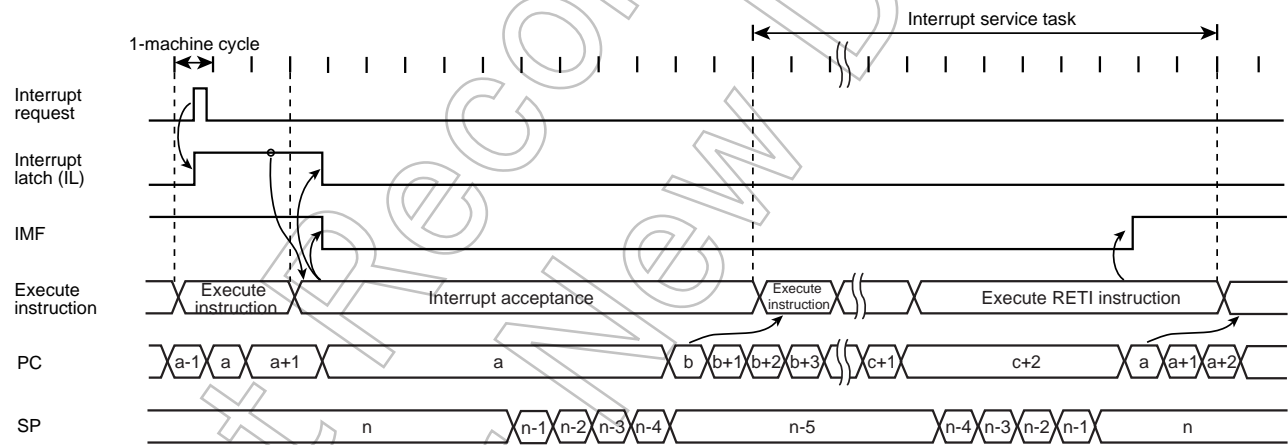 Interrupt service task
1-machine cycle
Interrupt
request
Interrupt
latch (IL)
IMF
Execute
instruction
Execute
instruction
Interrupt acceptance
Execute
instruction
Execute RETI instruction
PC
a-1 a a+1 a b b+1 b+2 b+3 c+1 c+2 a a+1 a+2
SP
n n-1 n-2 n-3 n-4 n-5 n-4 n-3 n-2 n-1 n